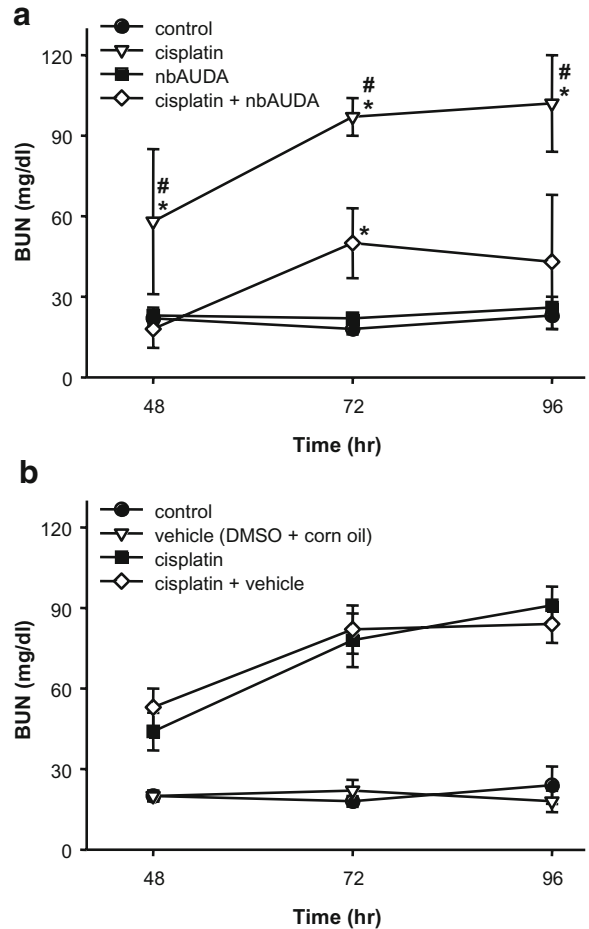 a
control
cisplatin
nbAUDA
cisplatin + nbAUDA
120
90
60
30
0
BUN (mg/dl)
#
*
#
*
#
*
*
48
72
96
Time (hr)
b
control
vehicle (DMSO + corn oil)
cisplatin
cisplatin + vehicle
120
90
60
30
0
BUN (mg/dl)
48
72
96
Time (hr)